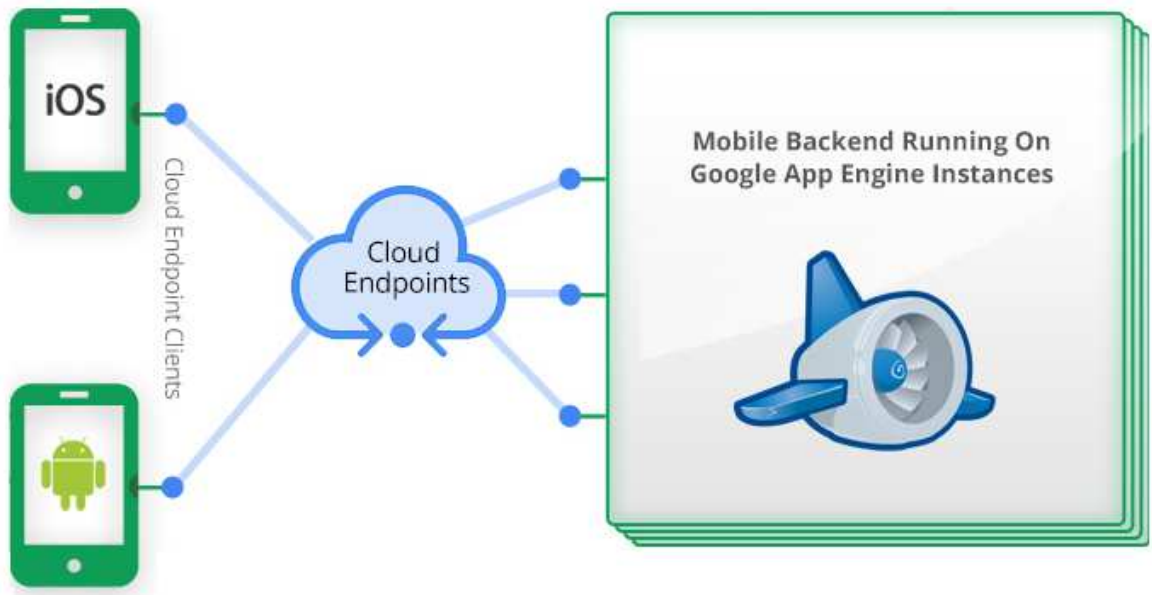 iOS
Cloud Endpoint Clients
Cloud
Endpoints
Mobile Backend Running On
Google App Engine Instances